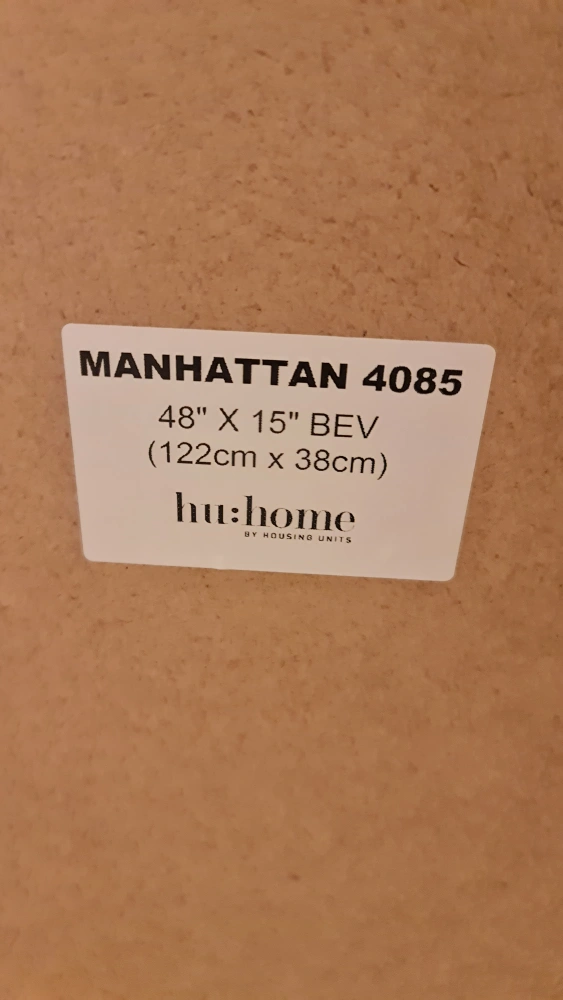 MANHATTAN 4085
48" X 15" BEV
(122cm x 38cm)
hu:home
BY HOUSING UNITS